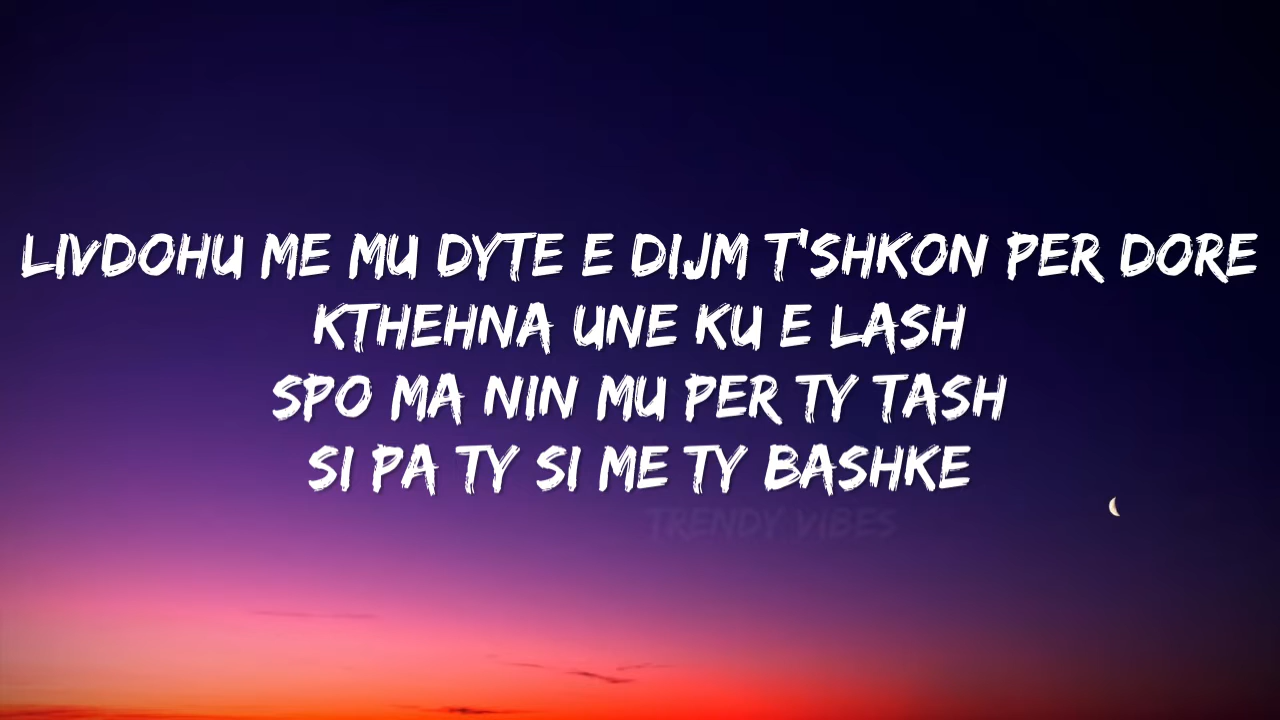 LIVDOHU ME MU DYTE E DIJM T'SHKON PER DORE
KTHEHNA UNE KU E LASH
SPO MA NIN MU PER TY TASH
SI PA TY SI ME TY BASHKE
TRENDY VIBES